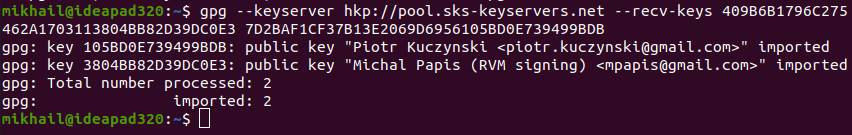 mikhail@ideapad320:~$ gpg --keyserver hkp://pool.sks-keyservers.net --recv-keys 409B6B1796C275
462A1703113804BB82D39DC0E3 7D2BAF1CF37B13E2069D6956105BD0E739499BDB
gpg: key 105BD0E739499BDB: public key "Piotr Kuczynski <piotr.kuczynski@gmail.com>" imported
gpg: key 3804BB82D39DC0E3: public key "Michal Papis (RVM signing) <mpapis@gmail.com>" imported
gpg: Total number processed: 2
gpg:               imported: 2
mikhail@ideapad320:~$